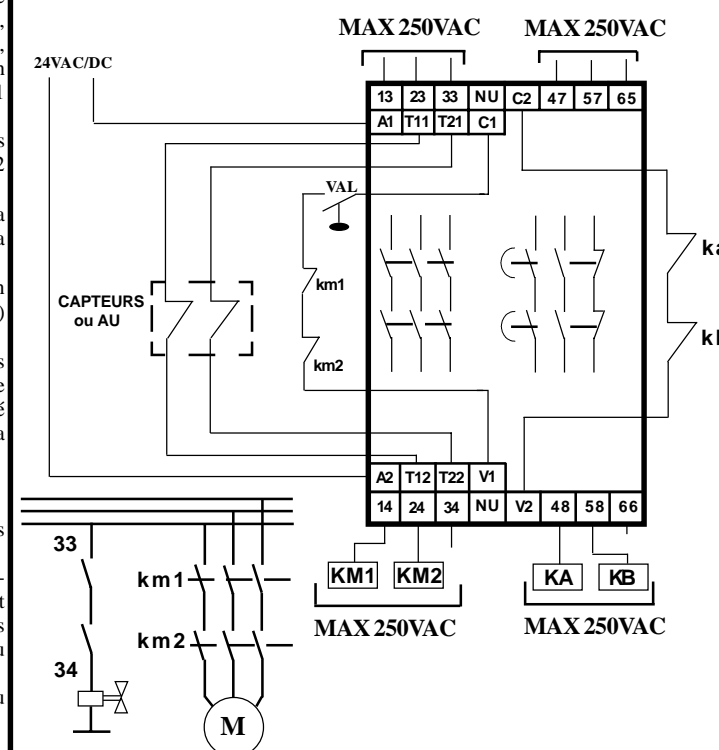 MAX 250VAC MAX 250VAC
24VAC/DC
13 23 33 NU C2 47 57 65
A1 T11 T21 C1
VAL
km1
CAPTEURS
ou AU
km2
A2 T12 T22 V1
14 24 34 NU V2 48 58 66
KM1 KM2 KA KB
MAX 250VAC MAX 250VAC
33
km1
km2
34
M